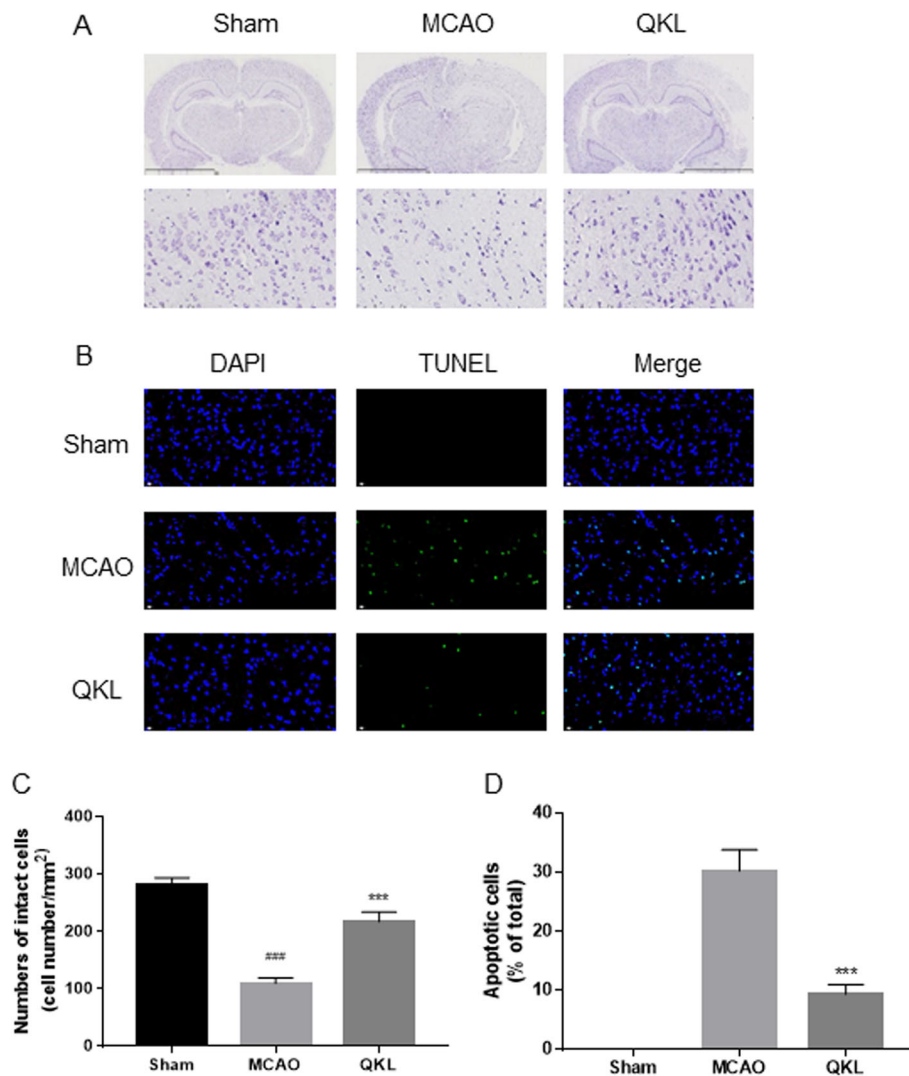 A
Sham MCAO QKL
B
DAPI TUNEL Merge
Sham
MCAO
QKL
C
Numbers of intact cells
(cell number/mm²)
400
300
200
100
0
###
***
Sham MCAO QKL
D
Apoptotic cells
(% of total)
40
30
20
10
0
***
Sham MCAO QKL